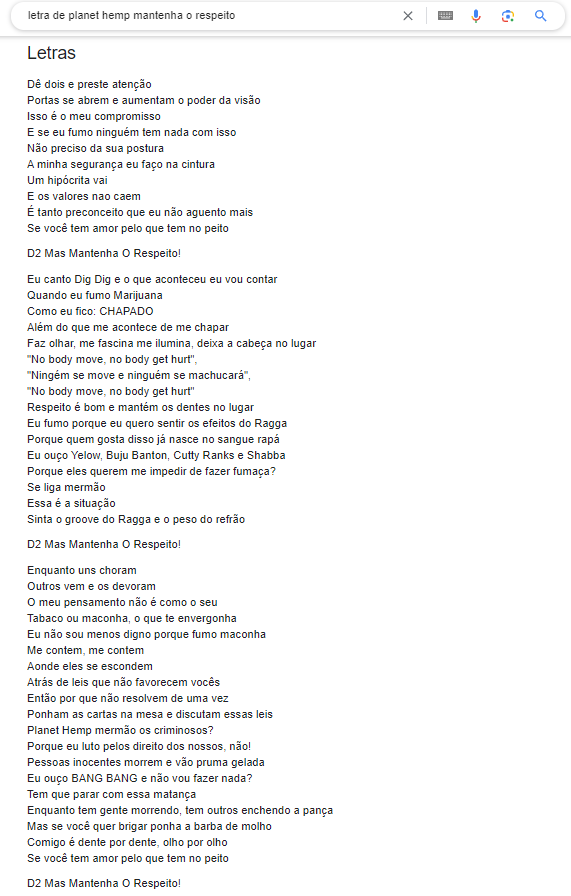 letra de planet hemp mantenha o respeito
Letras
Dê dois e preste atenção
Portas se abrem e aumentam o poder da visão
Isso é o meu compromisso
E se eu fumo ninguém tem nada com isso
Não preciso da sua postura
A minha segurança eu faço na cintura
Um hipócrita vai
E os valores nao caem
É tanto preconceito que eu não aguento mais
Se você tem amor pelo que tem no peito
D2 Mas Mantenha O Respeito!
Eu canto Dig Dig e o que aconteceu eu vou contar
Quando eu fumo Marijuana
Como eu fico: CHAPADO
Além do que me acontece de me chapar
Faz olhar, me fascina me ilumina, deixa a cabeça no lugar
"No body move, no body get hurt",
"Ningém se move e ninguém se machucará",
"No body move, no body get hurt"
Respeito é bom e mantém os dentes no lugar
Eu fumo porque eu quero sentir os efeitos do Ragga
Porque quem gosta disso já nasce no sangue rapá
Eu ouço Yelow, Buju Banton, Cutty Ranks e Shabba
Porque eles querem me impedir de fazer fumaça?
Se liga mermão
Essa é a situação
Sinta o groove do Ragga e o peso do refrão
D2 Mas Mantenha O Respeito!
Enquanto uns choram
Outros vem e os devoram
O meu pensamento não é como o seu
Tabaco ou maconha, o que te envergonha
Eu não sou menos digno porque fumo maconha
Me contem, me contem
Aonde eles se escondem
Atrás de leis que não favorecem vocês
Então por que não resolvem de uma vez
Ponham as cartas na mesa e discutam essas leis
Planet Hemp mermão os criminosos?
Porque eu luto pelos direito dos nossos, não!
Pessoas inocentes morrem e vão pruma gelada
Eu ouço BANG BANG e não vou fazer nada?
Tem que parar com essa matança
Enquanto tem gente morrendo, tem outros enchendo a pança
Mas se você quer brigar ponha a barba de molho
Comigo é dente por dente, olho por olho
Se você tem amor pelo que tem no peito
D2 Mas Mantenha O Respeito!